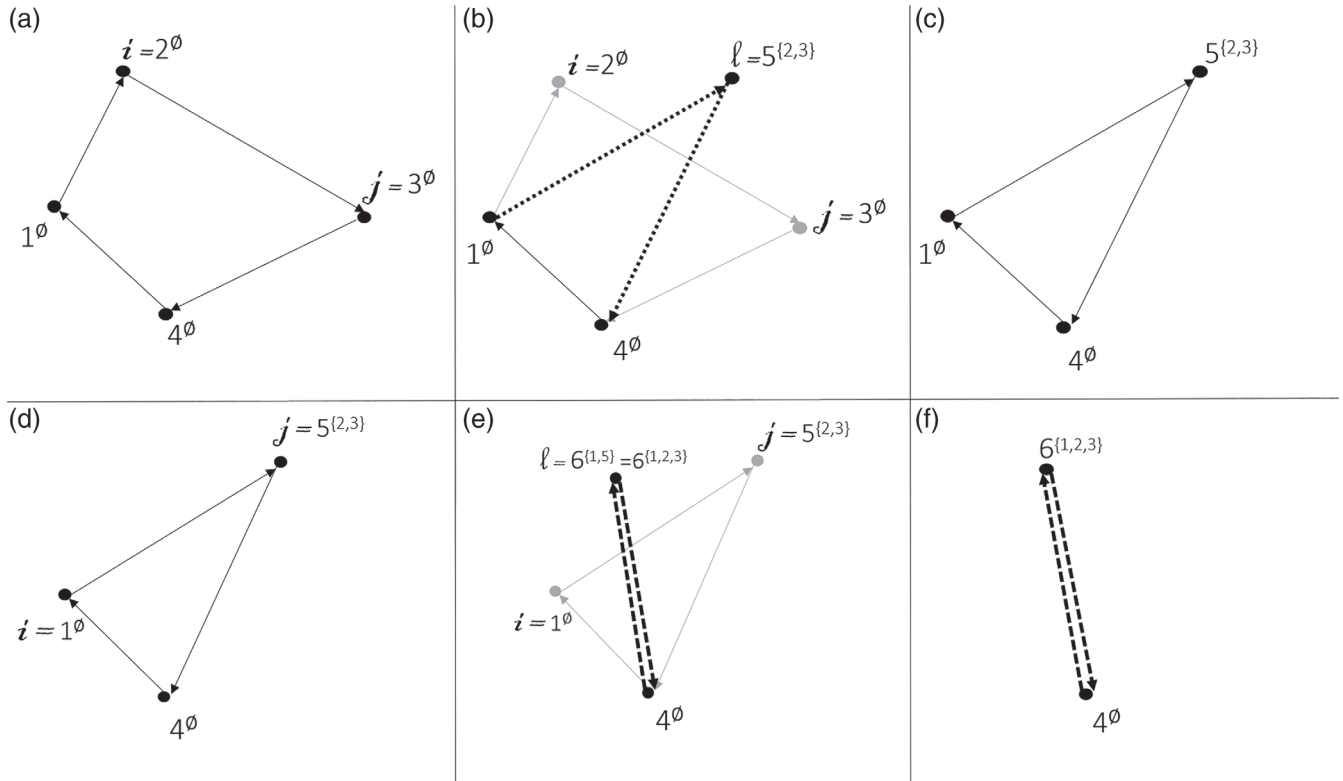 (a)
i = 2^∅
j = 3^∅
1^∅
4^∅
(b)
i = 2^∅
ℓ = 5^{2,3}
j = 3^∅
1^∅
4^∅
(c)
5^{2,3}
1^∅
4^∅
(d)
j = 5^{2,3}
i = 1^∅
4^∅
(e)
j = 5^{2,3}
ℓ = 6^{1,5} = 6^{1,2,3}
i = 1^∅
4^∅
(f)
6^{1,2,3}
4^∅